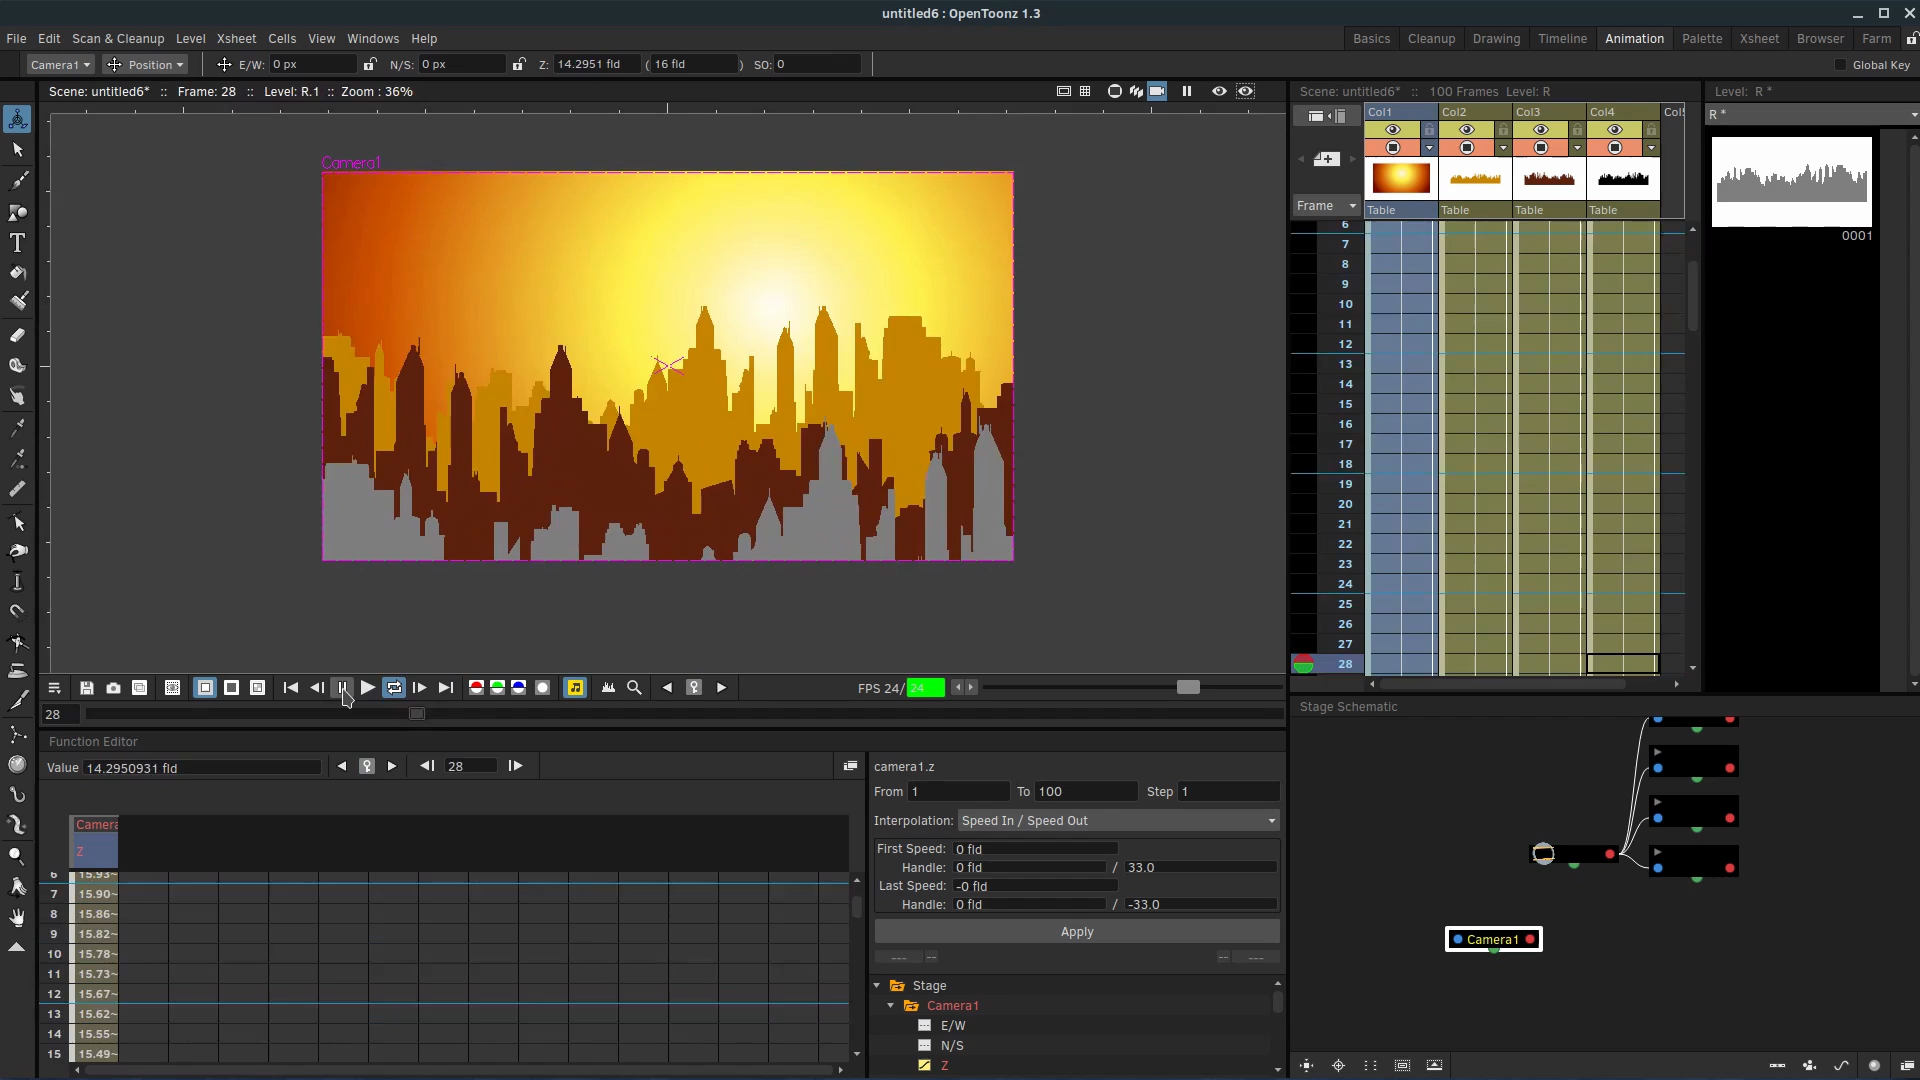 untitled6 : OpenToonz 1.3
File Edit Scan & Cleanup Level Xsheet Cells View Windows Help
Basics Cleanup Drawing Timeline Animation Palette Xsheet Browser Farm
Camera1 Position E/W: 0 px N/S: 0 px Z: 14.2951 fld ( 16 fld ) SO: 0
Global Key
Scene: untitled6* :: Frame: 28 :: Level: R.1 :: Zoom : 36%
Scene: untitled6* :: 100 Frames Level: R
Level: R *
Col1 Col2 Col3 Col4
R *
Camera1
Frame
Table Table Table Table
0001
6
7
8
9
10
11
12
13
14
15
16
17
18
19
20
21
22
23
24
25
26
27
28
FPS 24/24
28
Stage Schematic
Function Editor
Value 14.2950931 fld
28
camera1.z
From 1 To 100 Step 1
Interpolation: Speed In / Speed Out
First Speed: 0 fld
Handle: 0 fld / 33.0
Last Speed: -0 fld
Handle: 0 fld / -33.0
Apply
--- -- -- ---
Z
6 15.93~
7 15.90~
8 15.86~
9 15.82~
10 15.78~
11 15.73~
12 15.67~
13 15.62~
14 15.55~
15 15.49~
Stage
Camera1
E/W
N/S
Z
Camera1